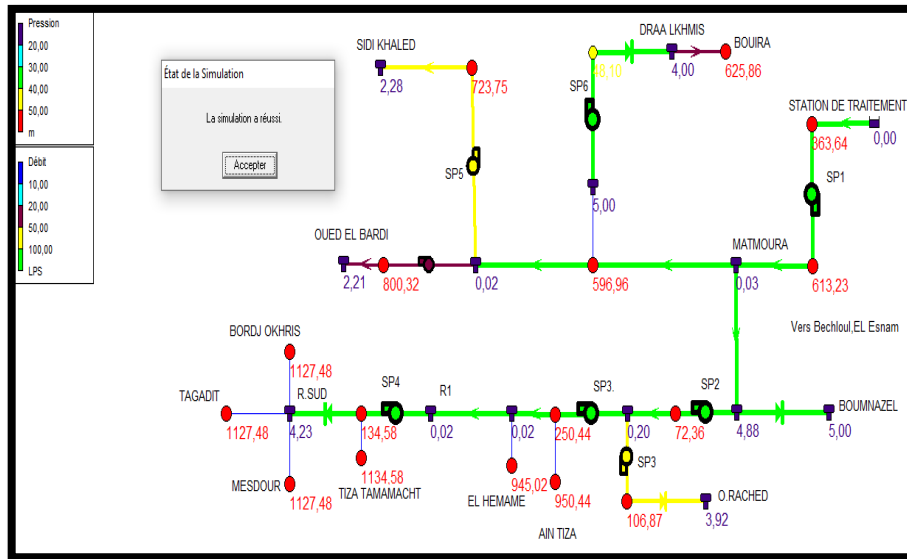 Pression
20,00
30,00
40,00
50,00
m
Débit
10,00
20,00
50,00
100,00
LPS
État de la Simulation
La simulation a réussi.
Accepter
SIDI KHALED
2,28
723,75
DRAA LKHMIS
BOUIRA
48,10
4,00
625,86
SP6
STATION DE TRAITEMENT
363,64
0,00
SP5
SP1
5,00
OUED EL BARDI
MATMOURA
2,21
800,32
0,02
596,96
0,03
613,23
Vers Bechloul,EL Esnam
BORDJ OKHRIS
1127,48
TAGADIT
R.SUD
SP4
R1
SP3.
SP2
BOUMNAZEL
1127,48
4,23
134,58
0,02
0,02
250,44
0,20
72,36
4,88
5,00
SP3
MESDOUR
1127,48
1134,58
TIZA TAMAMACHT
945,02
EL HEMAME
950,44
AIN TIZA
106,87
O.RACHED
3,92